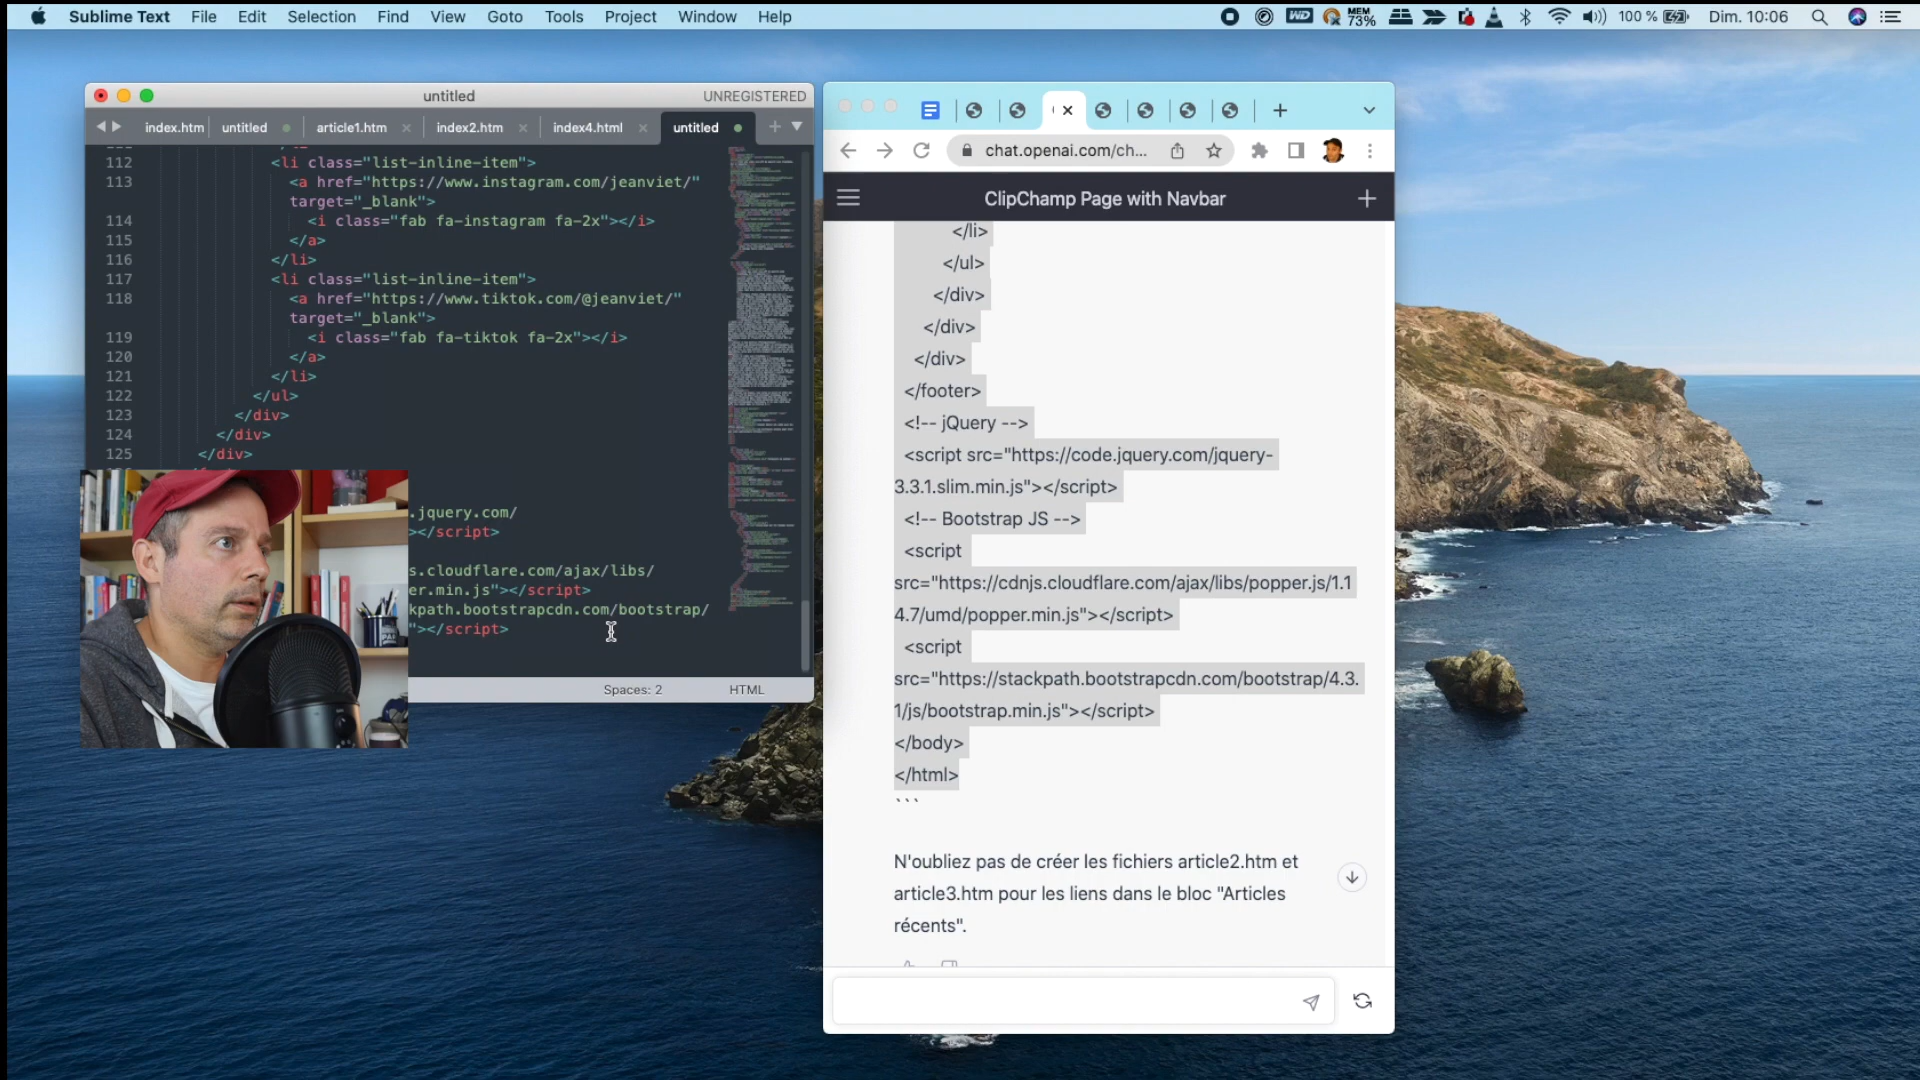 Sublime Text File Edit Selection Find View Goto Tools Project Window Help
WD MEM 73% 100 % Dim. 10:06
untitled UNREGISTERED
index.htm untitled article1.htm index2.htm index4.html untitled
112 <li class="list-inline-item">
113 <a href="https://www.instagram.com/jeanviet/"
target="_blank">
114 <i class="fab fa-instagram fa-2x"></i>
115 </a>
116 </li>
117 <li class="list-inline-item">
118 <a href="https://www.tiktok.com/@jeanviet/"
target="_blank">
119 <i class="fab fa-tiktok fa-2x"></i>
120 </a>
121 </li>
122 </ul>
123 </div>
124 </div>
125 </div>
.jquery.com/
></script>
s.cloudflare.com/ajax/libs/
er.min.js"></script>
kpath.bootstrapcdn.com/bootstrap/
"></script>
Spaces: 2 HTML
chat.openai.com/ch...
ClipChamp Page with Navbar
</li>
</ul>
</div>
</div>
</div>
</footer>
<!-- jQuery -->
<script src="https://code.jquery.com/jquery-
3.3.1.slim.min.js"></script>
<!-- Bootstrap JS -->
<script
src="https://cdnjs.cloudflare.com/ajax/libs/popper.js/1.1
4.7/umd/popper.min.js"></script>
<script
src="https://stackpath.bootstrapcdn.com/bootstrap/4.3.
1/js/bootstrap.min.js"></script>
</body>
</html>
```
N'oubliez pas de créer les fichiers article2.htm et
article3.htm pour les liens dans le bloc "Articles
récents".